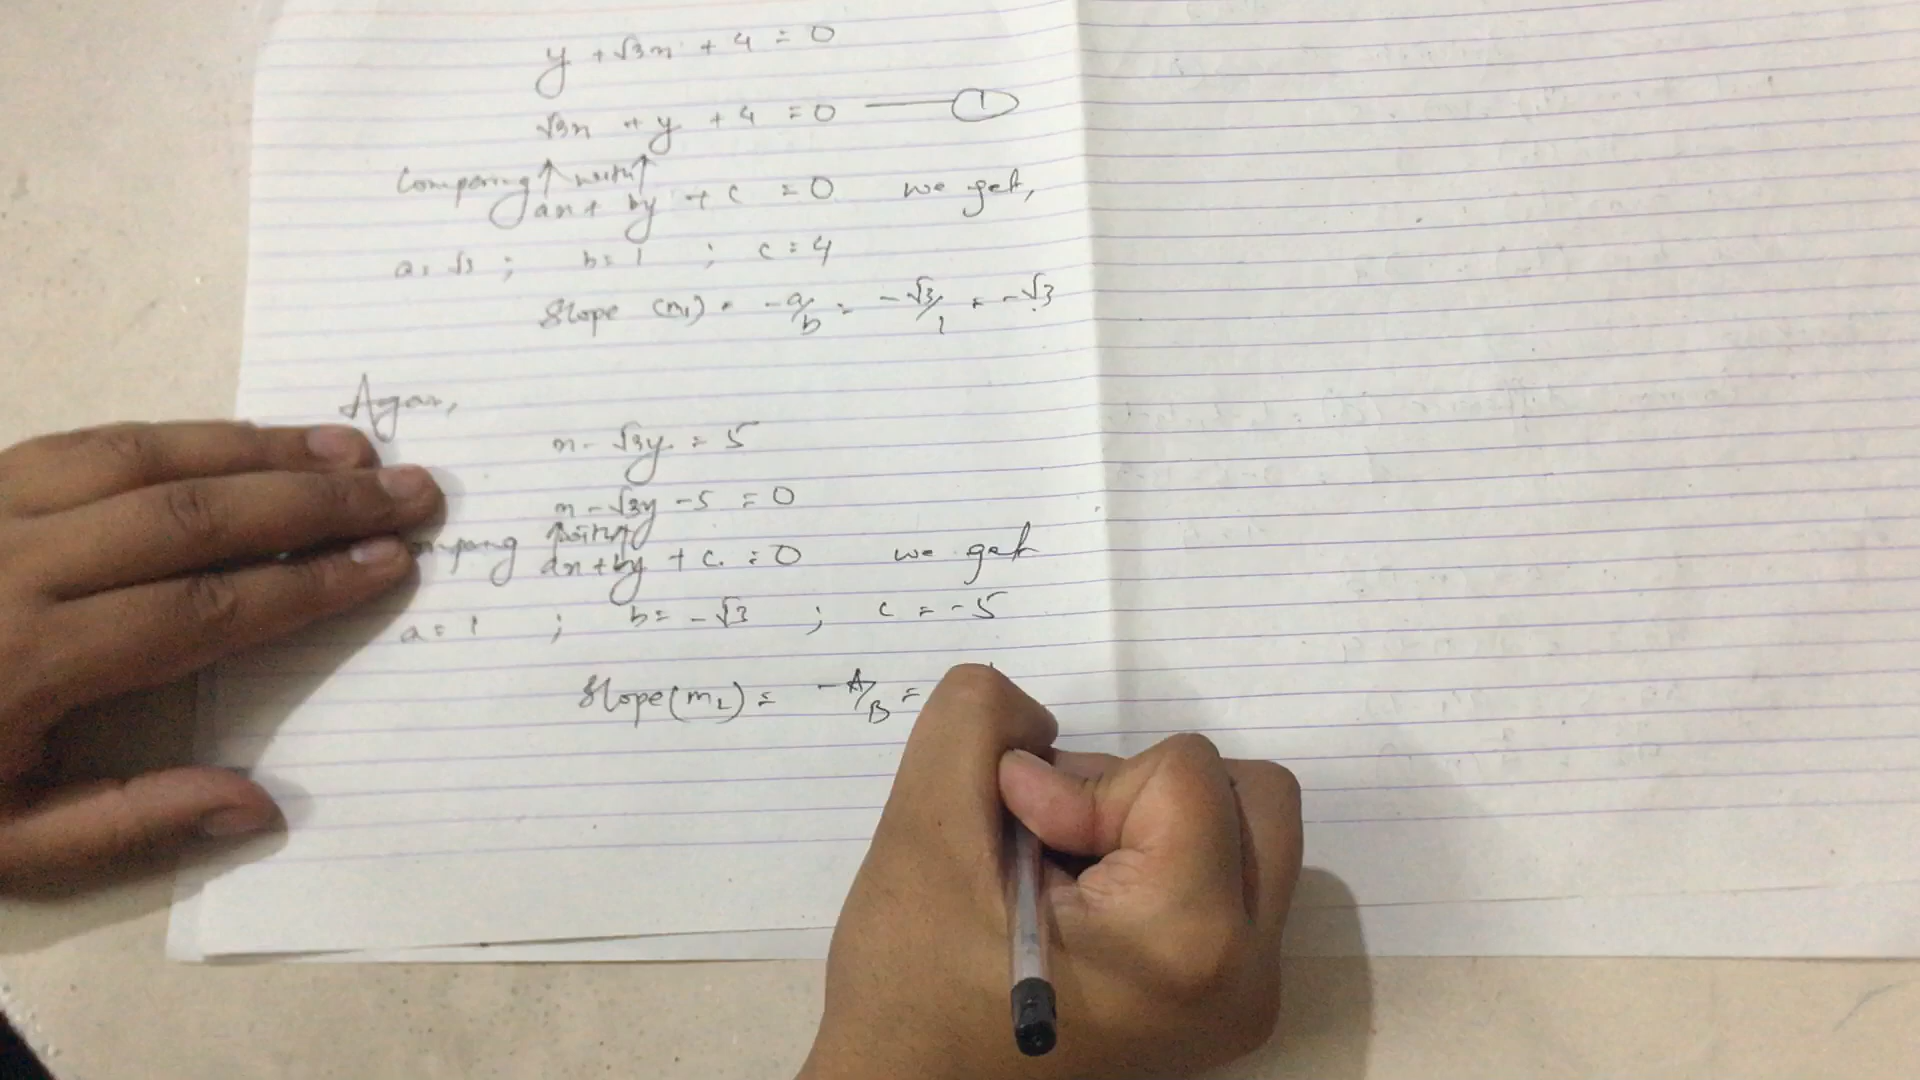 y + √3x + 4 = 0
√3x + y + 4 = 0 —— ①
Comparing ↑ with ↑
ax + by + c = 0 we get,
a = √3 ; b = 1 ; c = 4
Slope (m₁) = -a/b = -√3/1 = -√3
Again,
x - √3y = 5
x - √3y - 5 = 0
with
ax + by + c = 0 we get
a = 1 ; b = -√3 ; c = -5
Slope (m₂) = -A/B =